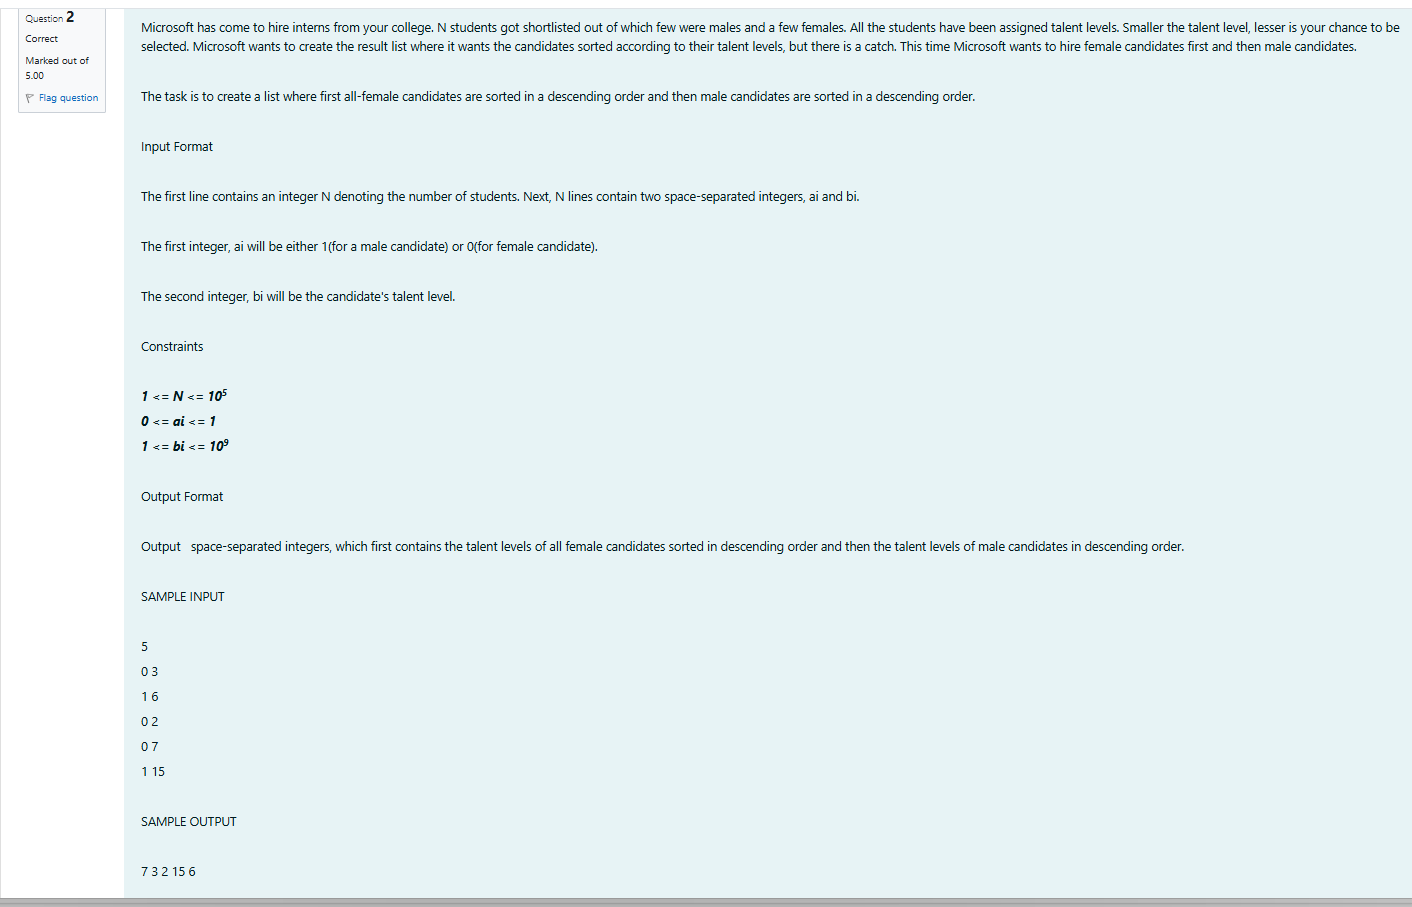 Question 2
Correct
Marked out of
5.00
Flag question
Microsoft has come to hire interns from your college. N students got shortlisted out of which few were males and a few females. All the students have been assigned talent levels. Smaller the talent level, lesser is your chance to be
selected. Microsoft wants to create the result list where it wants the candidates sorted according to their talent levels, but there is a catch. This time Microsoft wants to hire female candidates first and then male candidates.
The task is to create a list where first all-female candidates are sorted in a descending order and then male candidates are sorted in a descending order.
Input Format
The first line contains an integer N denoting the number of students. Next, N lines contain two space-separated integers, ai and bi.
The first integer, ai will be either 1(for a male candidate) or 0(for female candidate).
The second integer, bi will be the candidate's talent level.
Constraints
1 <= N <= 10⁵
0 <= ai <= 1
1 <= bi <= 10⁹
Output Format
Output space-separated integers, which first contains the talent levels of all female candidates sorted in descending order and then the talent levels of male candidates in descending order.
SAMPLE INPUT
5
0 3
1 6
0 2
0 7
1 15
SAMPLE OUTPUT
7 3 2 15 6